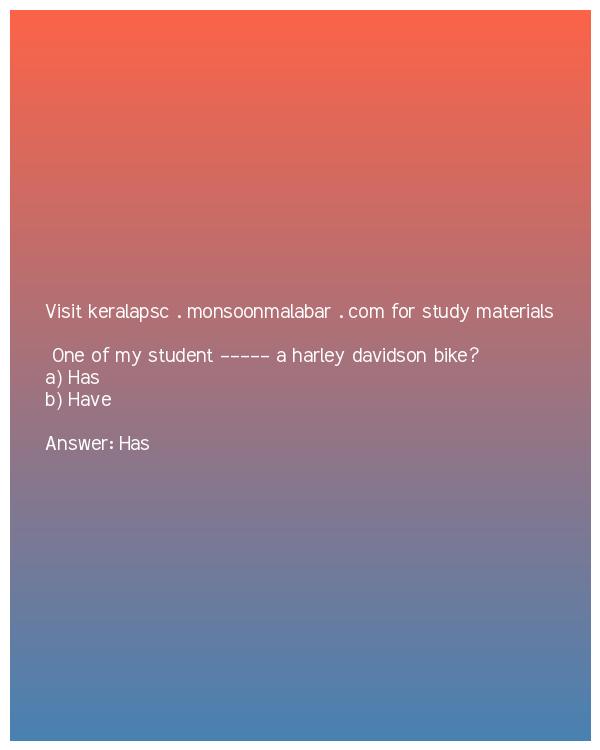 Visit keralapsc . monsoonmalabar . com for study materials
One of my student ----- a harley davidson bike?
a) Has
b) Have
Answer: Has